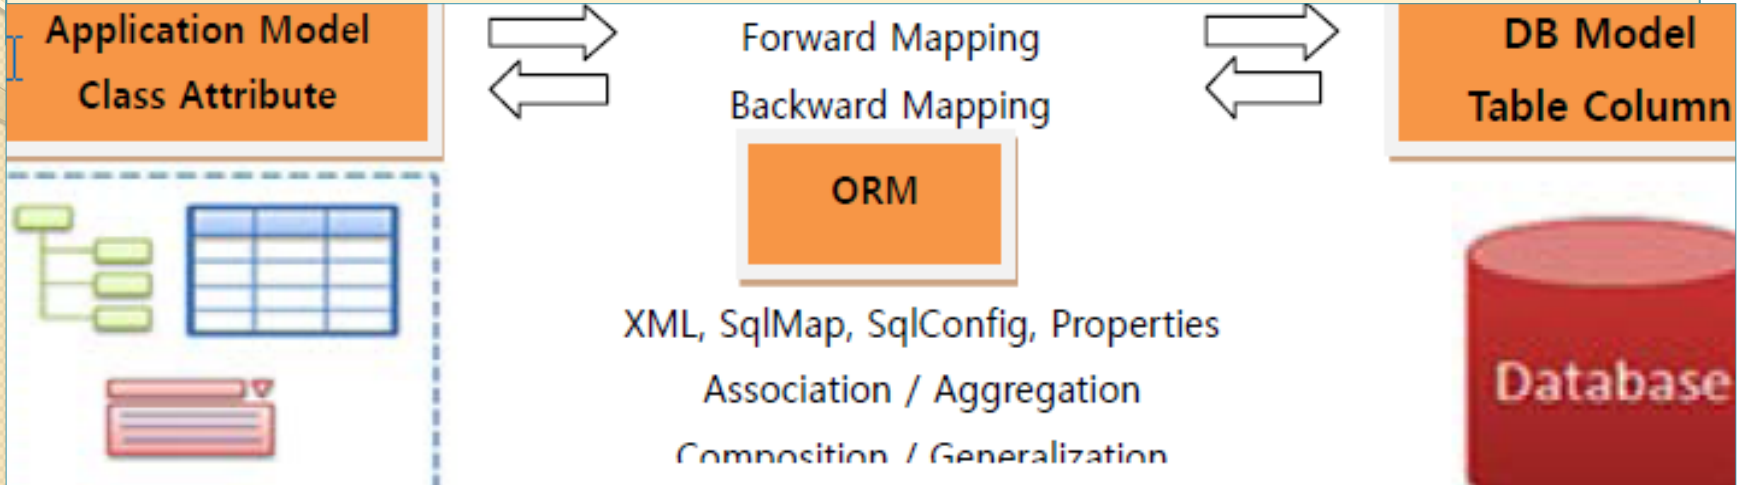 Application Model
Class Attribute
Forward Mapping
Backward Mapping
DB Model
Table Column
ORM
XML, SqlMap, SqlConfig, Properties
Association / Aggregation
Composition / Generalization
Database